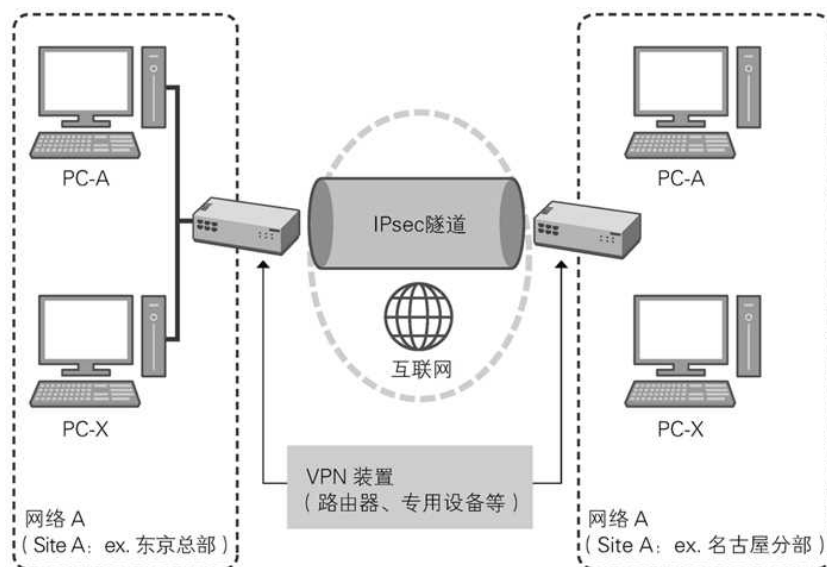 PC-A
PC-X
网络 A
( Site A：ex. 东京总部 )
IPsec隧道
互联网
VPN 装置
( 路由器、专用设备等 )
PC-A
PC-X
网络 A
( Site A：ex. 名古屋分部 )